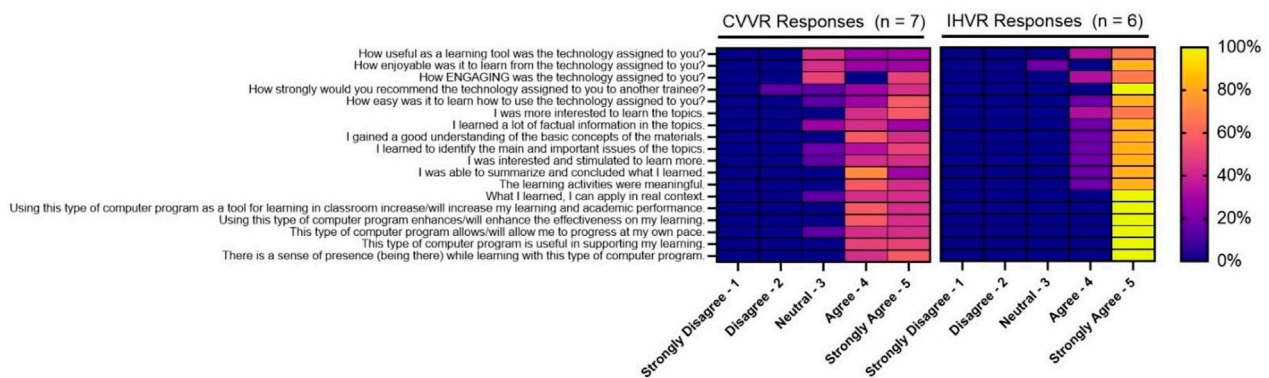 CVVR Responses (n = 7)
IHVR Responses (n = 6)
How useful as a learning tool was the technology assigned to you?
How enjoyable was it to learn from the technology assigned to you?
How ENGAGING was the technology assigned to you?
How strongly would you recommend the technology assigned to you to another trainee?
How easy was it to learn how to use the technology assigned to you?
I was more interested to learn the topics.
I learned a lot of factual information in the topics.
I gained a good understanding of the basic concepts of the materials.
I learned to identify the main and important issues of the topics.
I was interested and stimulated to learn more.
I was able to summarize and concluded what I learned.
The learning activities were meaningful.
What I learned, I can apply in real context.
Using this type of computer program as a tool for learning in classroom increase/will increase my learning and academic performance.
Using this type of computer program enhances/will enhance the effectiveness on my learning.
This type of computer program allows/will allow me to progress at my own pace.
This type of computer program is useful in supporting my learning.
There is a sense of presence (being there) while learning with this type of computer program.
Strongly Disagree - 1
Disagree - 2
Neutral - 3
Agree - 4
Strongly Agree - 5
Strongly Disagree - 1
Disagree - 2
Neutral - 3
Agree - 4
Strongly Agree - 5
100%
80%
60%
40%
20%
0%